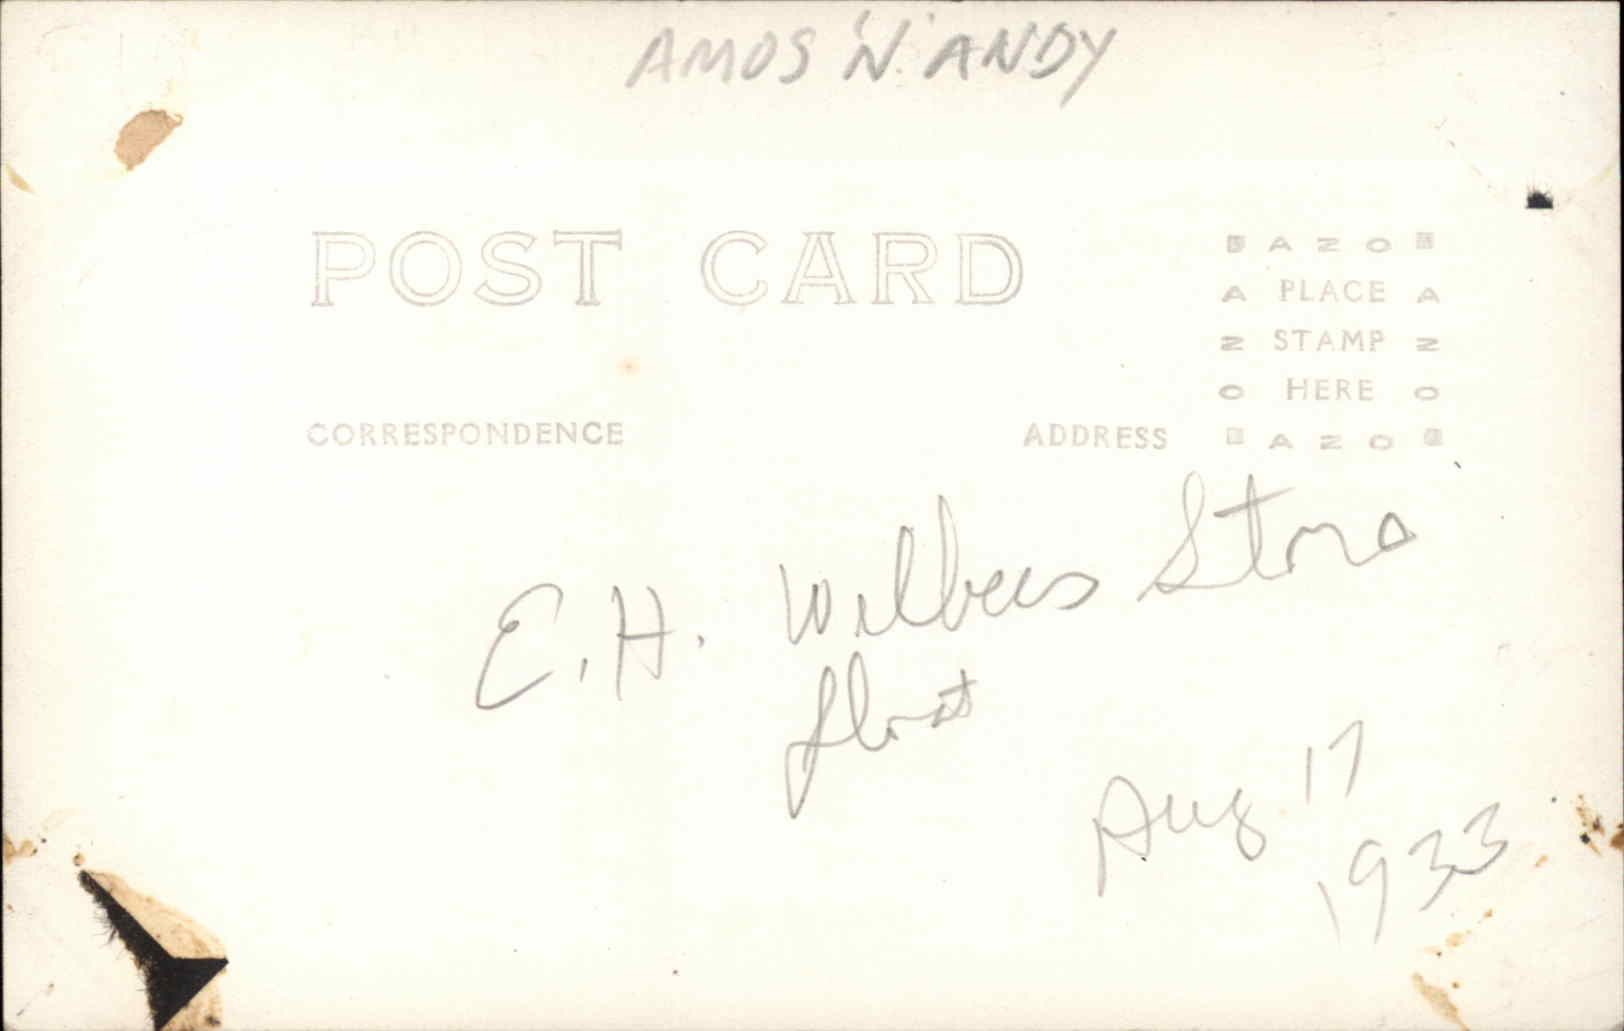 AMOS 'N' ANDY
POST CARD
AZO
A PLACE A
Z STAMP Z
O HERE O
CORRESPONDENCE
ADDRESS
AZO
E. H. Wilbers Store
float
Aug 17
1933